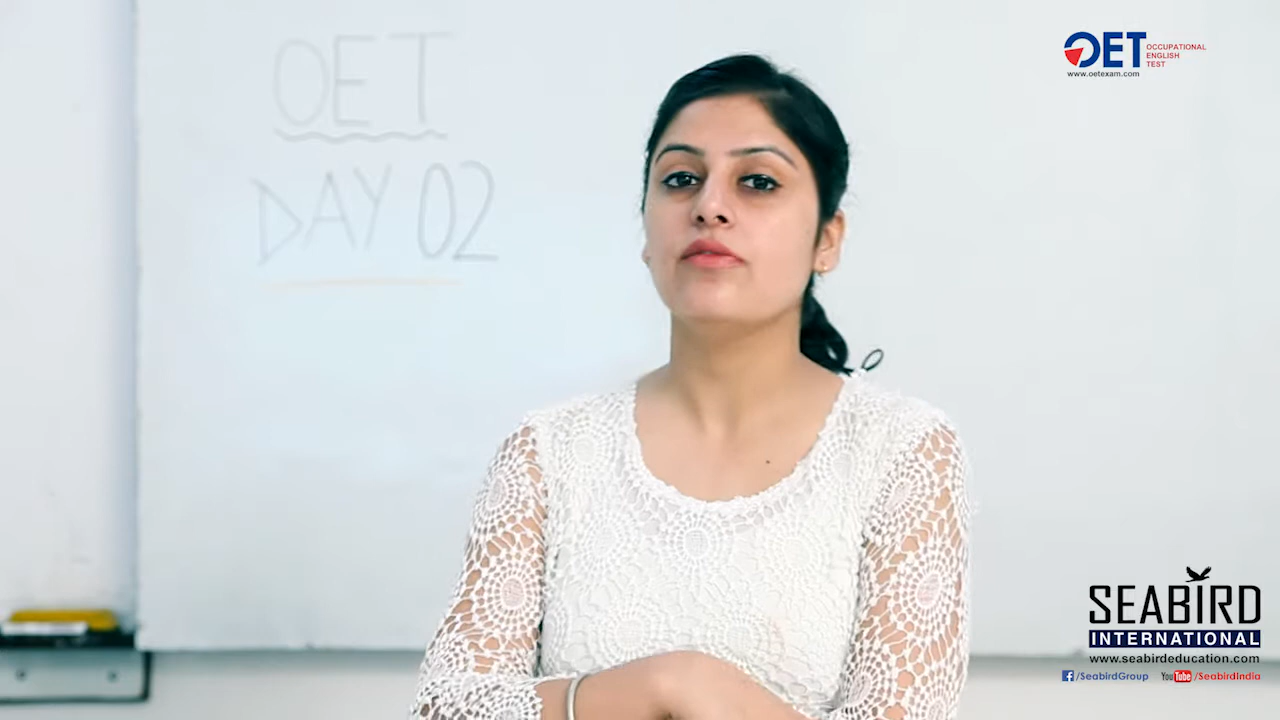 OET
DAY 02
OET OCCUPATIONAL
ENGLISH
TEST
www.oetexam.com
SEABIRD
INTERNATIONAL
www.seabirdeducation.com
f /SeabirdGroup YouTube /SeabirdIndia